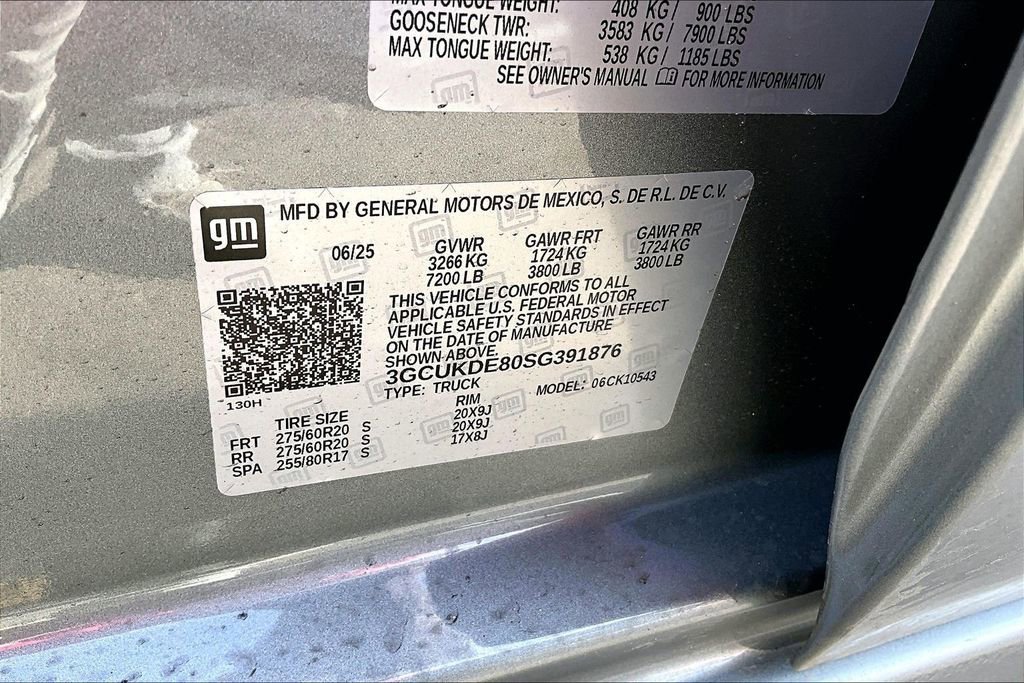 MAX TONGUE WEIGHT: 408 KG/ 900 LBS
GOOSENECK TWR: 3583 KG/ 7900 LBS
MAX TONGUE WEIGHT: 538 KG/ 1185 LBS
SEE OWNER'S MANUAL FOR MORE INFORMATION
gm
MFD BY GENERAL MOTORS DE MEXICO, S. DE R.L. DE C.V.
06/25 GVWR GAWR FRT GAWR RR
3266 KG 1724 KG 1724 KG
7200 LB 3800 LB 3800 LB
THIS VEHICLE CONFORMS TO ALL
APPLICABLE U.S. FEDERAL MOTOR
VEHICLE SAFETY STANDARDS IN EFFECT
ON THE DATE OF MANUFACTURE
SHOWN ABOVE.
3GCUKDE80SG391876
TYPE: TRUCK MODEL: 06CK10543
130H
TIRE SIZE RIM
FRT 275/60R20 S 20X9J
RR 275/60R20 S 20X9J
SPA 255/80R17 S 17X8J